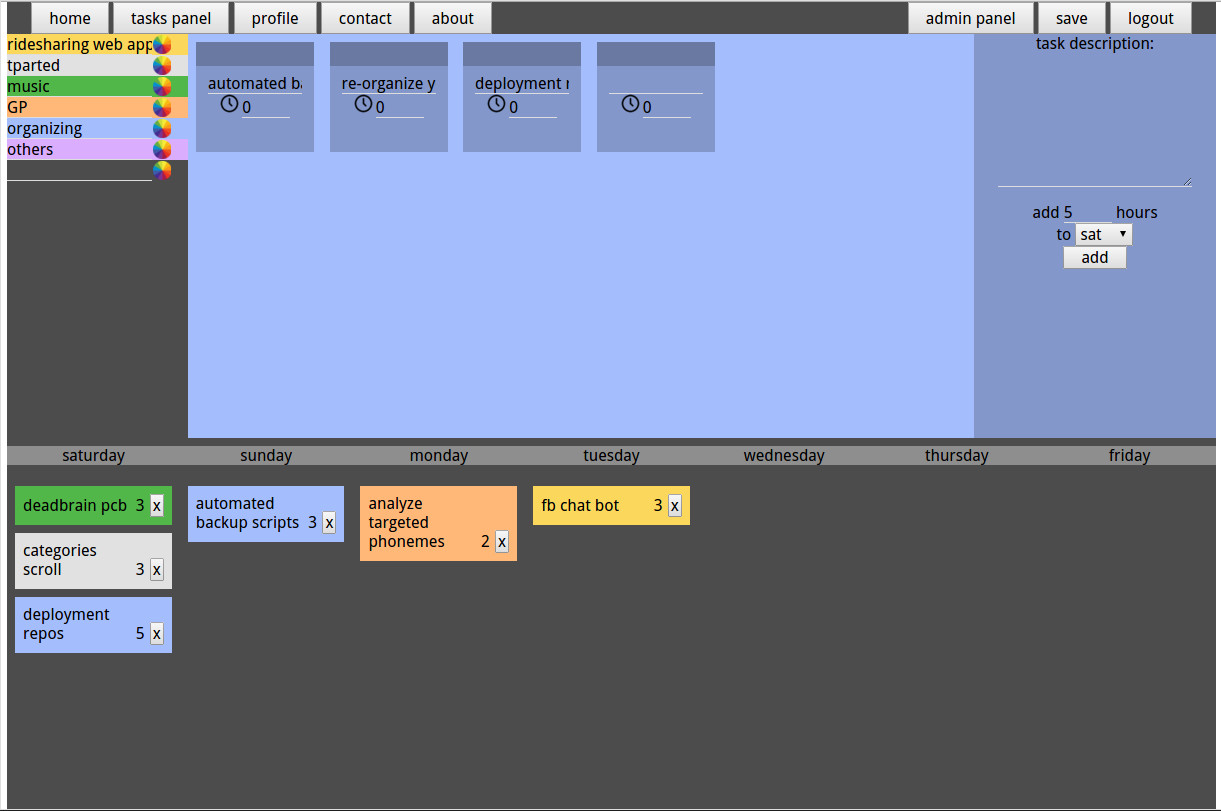 home tasks panel profile contact about admin panel save logout
ridesharing web app
tparted
music
GP
organizing
others
automated ba
0
re-organize y
0
deployment r
0
0
task description:
add 5 hours
to sat
add
saturday sunday monday tuesday wednesday thursday friday
deadbrain pcb 3 x
categories
scroll 3 x
deployment
repos 5 x
automated
backup scripts 3 x
analyze
targeted
phonemes 2 x
fb chat bot 3 x